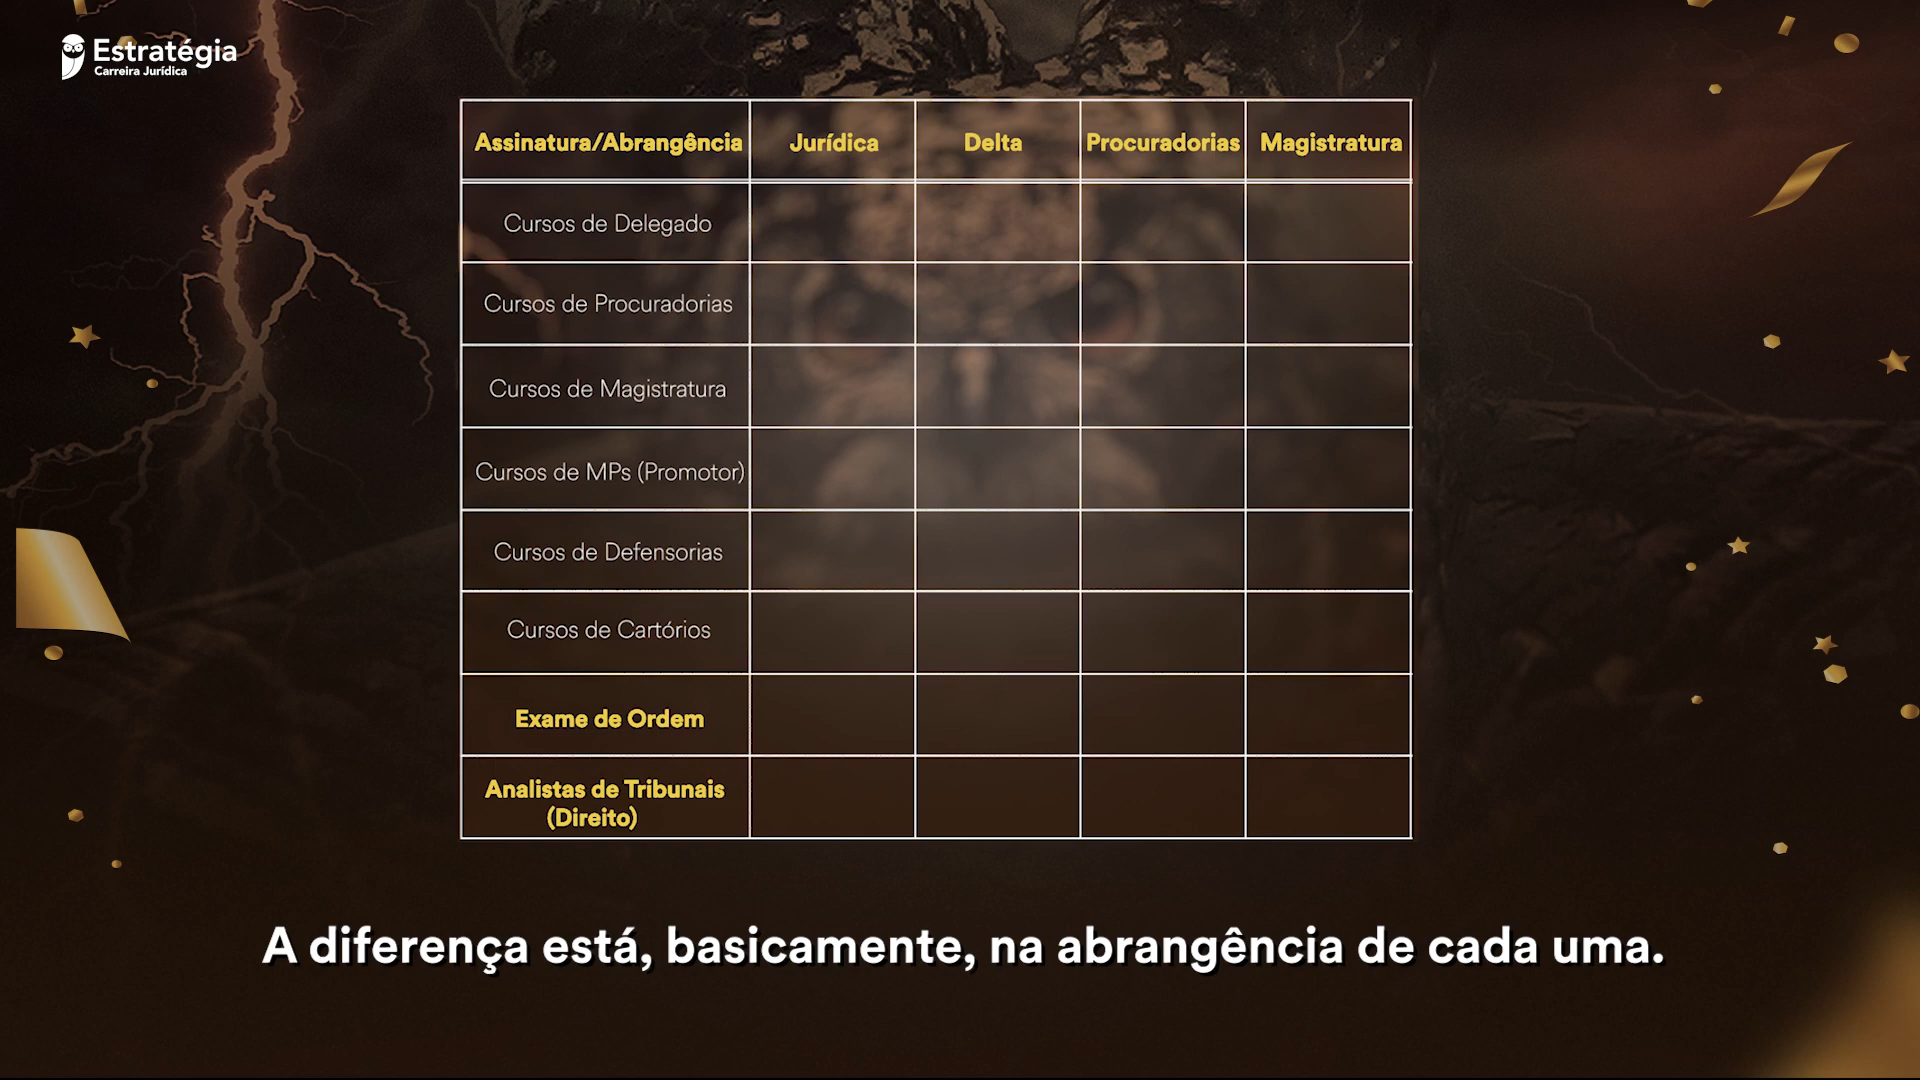 Estratégia
Carreira Jurídica
Assinatura/Abrangência Jurídica Delta Procuradorias Magistratura
Cursos de Delegado
Cursos de Procuradorias
Cursos de Magistratura
Cursos de MPs (Promotor)
Cursos de Defensorias
Cursos de Cartórios
Exame de Ordem
Analistas de Tribunais
(Direito)
A diferença está, basicamente, na abrangência de cada uma.